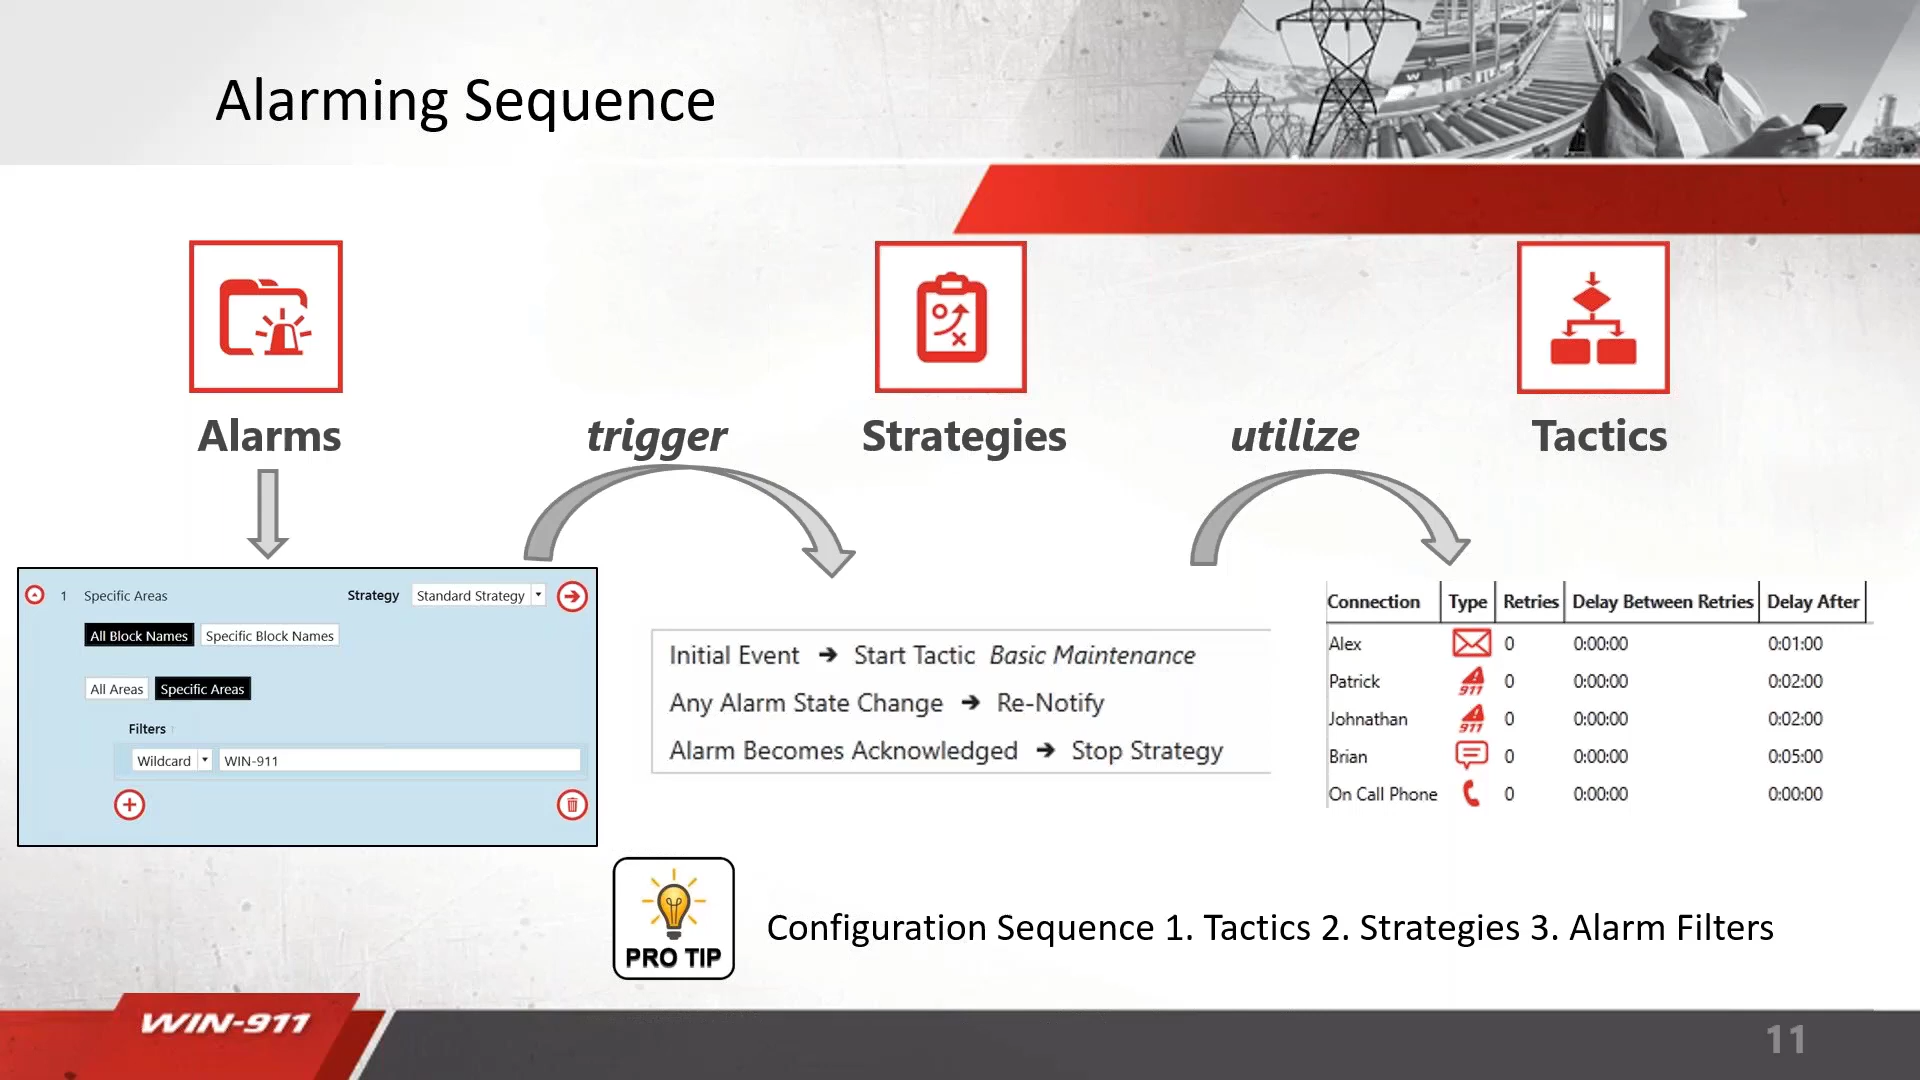 Alarming Sequence
Alarms
trigger
Strategies
utilize
Tactics
1 Specific Areas Strategy Standard Strategy
All Block Names Specific Block Names
All Areas Specific Areas
Filters
Wildcard WIN-911
Initial Event ➔ Start Tactic Basic Maintenance
Any Alarm State Change ➔ Re-Notify
Alarm Becomes Acknowledged ➔ Stop Strategy
Connection Type Retries Delay Between Retries Delay After
Alex 0 0:00:00 0:01:00
Patrick 911 0 0:00:00 0:02:00
Johnathan 911 0 0:00:00 0:02:00
Brian 0 0:00:00 0:05:00
On Call Phone 0 0:00:00 0:00:00
PRO TIP
Configuration Sequence 1. Tactics 2. Strategies 3. Alarm Filters
WIN-911
11